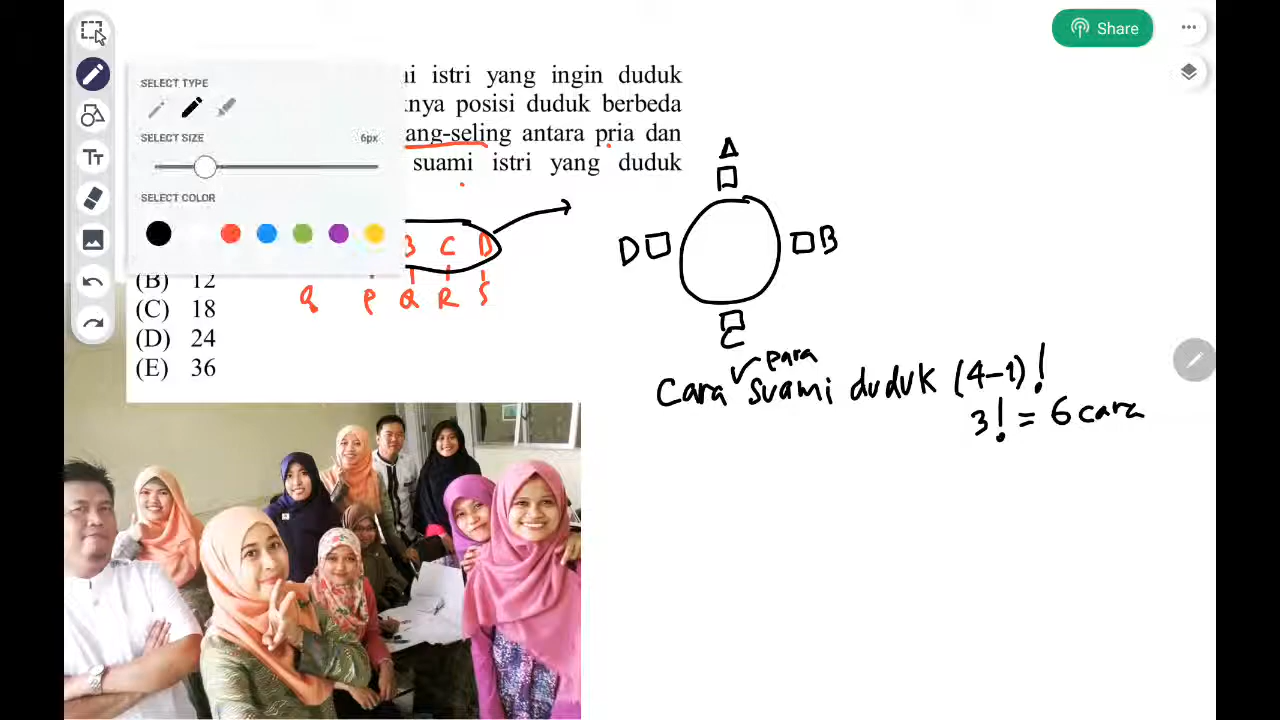 Share
SELECT TYPE
SELECT SIZE
6px
SELECT COLOR
istri yang ingin duduk
posisi duduk berbeda
ang-seling antara pria dan
suami istri yang duduk
C D
Q R S
(B) 12
(C) 18
(D) 24
(E) 36
A
D B
C
para
Cara suami duduk (4-1)!
3! = 6 cara
Tt